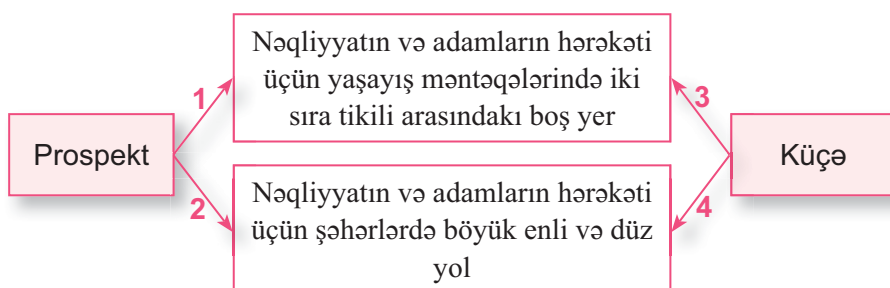 Nəqliyyatın və adamların hərəkəti
üçün yaşayış məntəqələrində iki
sıra tikili arasındakı boş yer
1
3
Prospekt
Küçə
2
4
Nəqliyyatın və adamların hərəkəti
üçün şəhərlərdə böyük enli və düz
yol